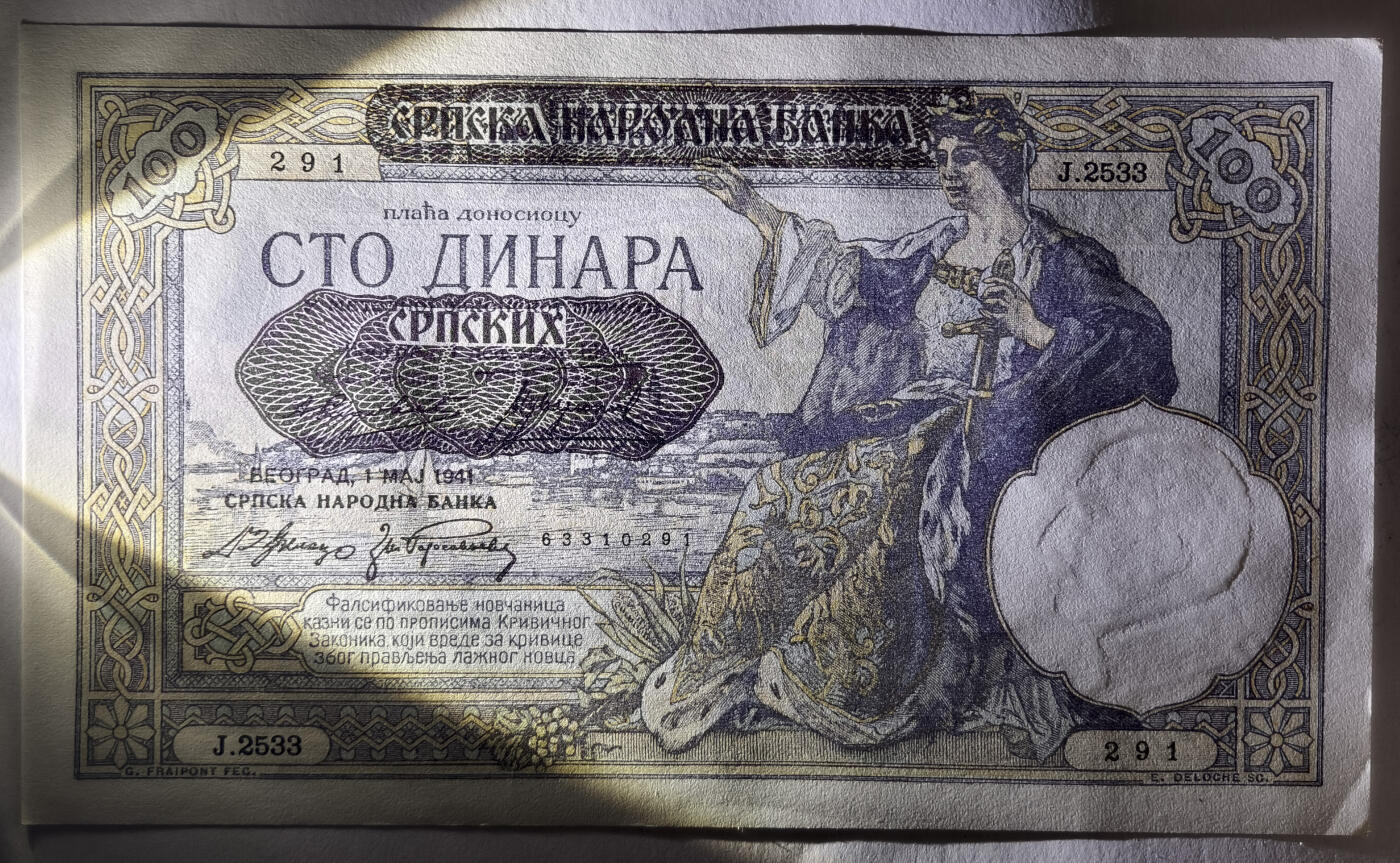 100
СРПСКА НАРОДНА БАНКА
100
291
J.2533
плаћа доносиоцу
СТО ДИНАРА
СРПСКИХ
БЕОГРАД, 1 МАЈ 1941
СРПСКА НАРОДНА БАНКА
63310291
Фалсификовање новчаница
казни се по прописима Кривичног
Законика, који вреде за кривице
због прављења лажног новца
J.2533
291
G. FRAIPONT FEC.
E. DELOCHE SC.